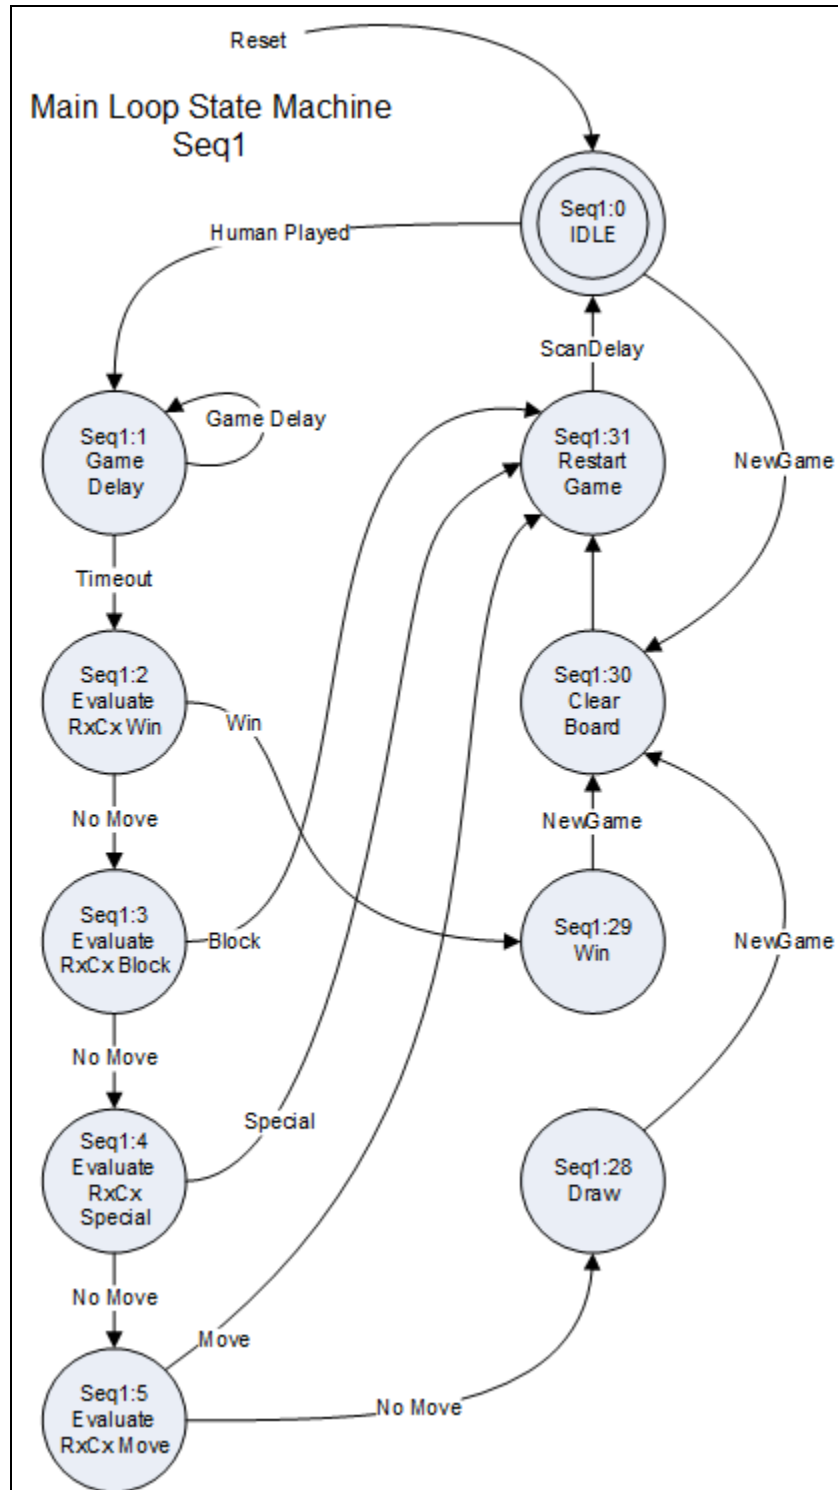 Reset
Main Loop State Machine
Seq1
Seq1:0
IDLE
Human Played
ScanDelay
Seq1:1
Game
Delay
Game Delay
Seq1:31
Restart
Game
NewGame
Timeout
Seq1:2
Evaluate
RxCx Win
Win
Seq1:30
Clear
Board
No Move
NewGame
Seq1:3
Evaluate
RxCx Block
Block
Seq1:29
Win
NewGame
No Move
Seq1:4
Evaluate
RxCx
Special
Special
Seq1:28
Draw
No Move
Move
Seq1:5
Evaluate
RxCx Move
No Move